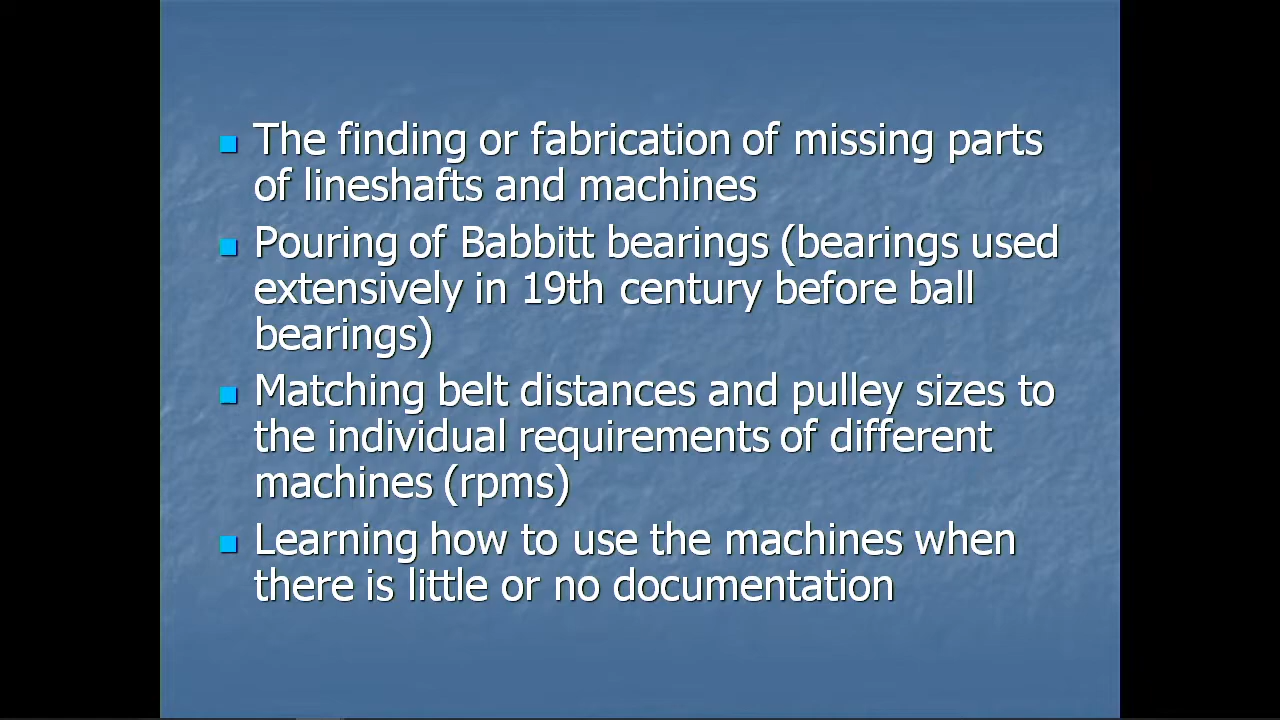 The finding or fabrication of missing parts
of lineshafts and machines
Pouring of Babbitt bearings (bearings used
extensively in 19th century before ball
bearings)
Matching belt distances and pulley sizes to
the individual requirements of different
machines (rpms)
Learning how to use the machines when
there is little or no documentation